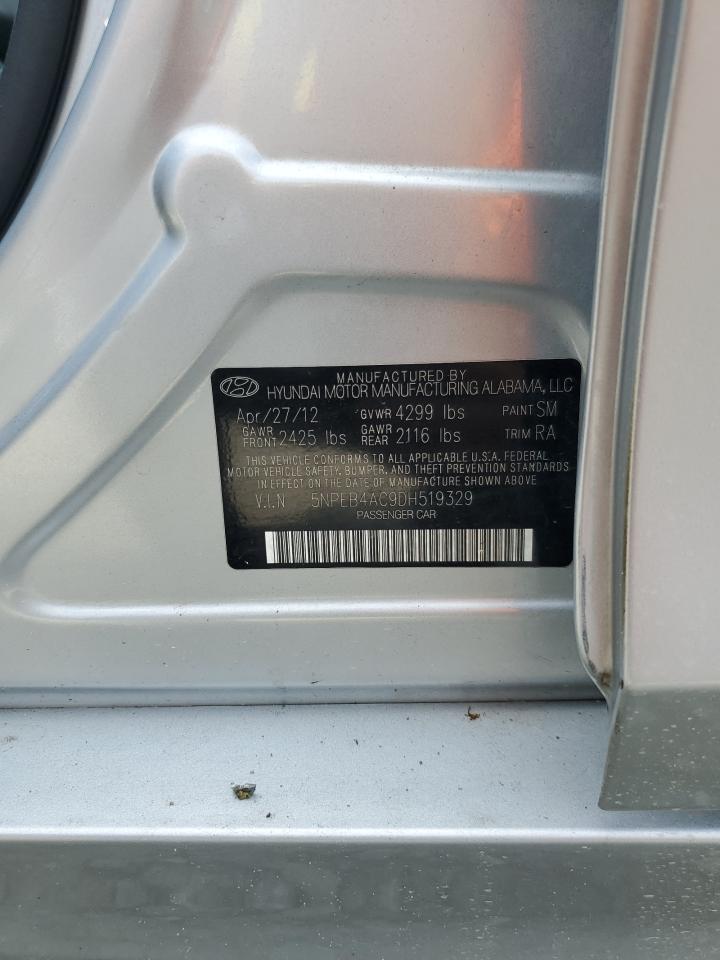 MANUFACTURED BY
HYUNDAI MOTOR MANUFACTURING ALABAMA, LLC
Apr/27/12 GVWR 4299 lbs PAINT SM
GAWR FRONT 2425 lbs GAWR REAR 2116 lbs TRIM RA
THIS VEHICLE CONFORMS TO ALL APPLICABLE U.S.A. FEDERAL
MOTOR VEHICLE SAFETY, BUMPER, AND THEFT PREVENTION STANDARDS
IN EFFECT ON THE DATE OF MANUFACTURE SHOWN ABOVE
V.I.N 5NPEB4AC9DH519329
PASSENGER CAR